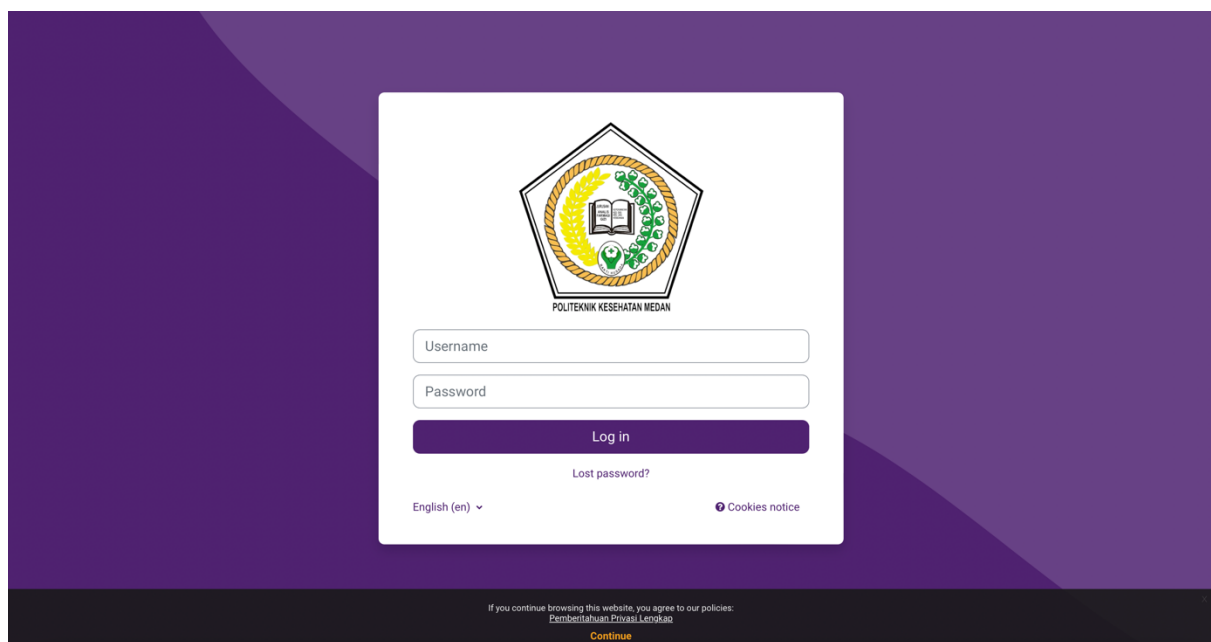 POLITEKNIK KESEHATAN MEDAN
Username
Password
Log in
Lost password?
English (en)
Cookies notice
If you continue browsing this website, you agree to our policies:
Pemberitahuan Privasi Lengkap
Continue